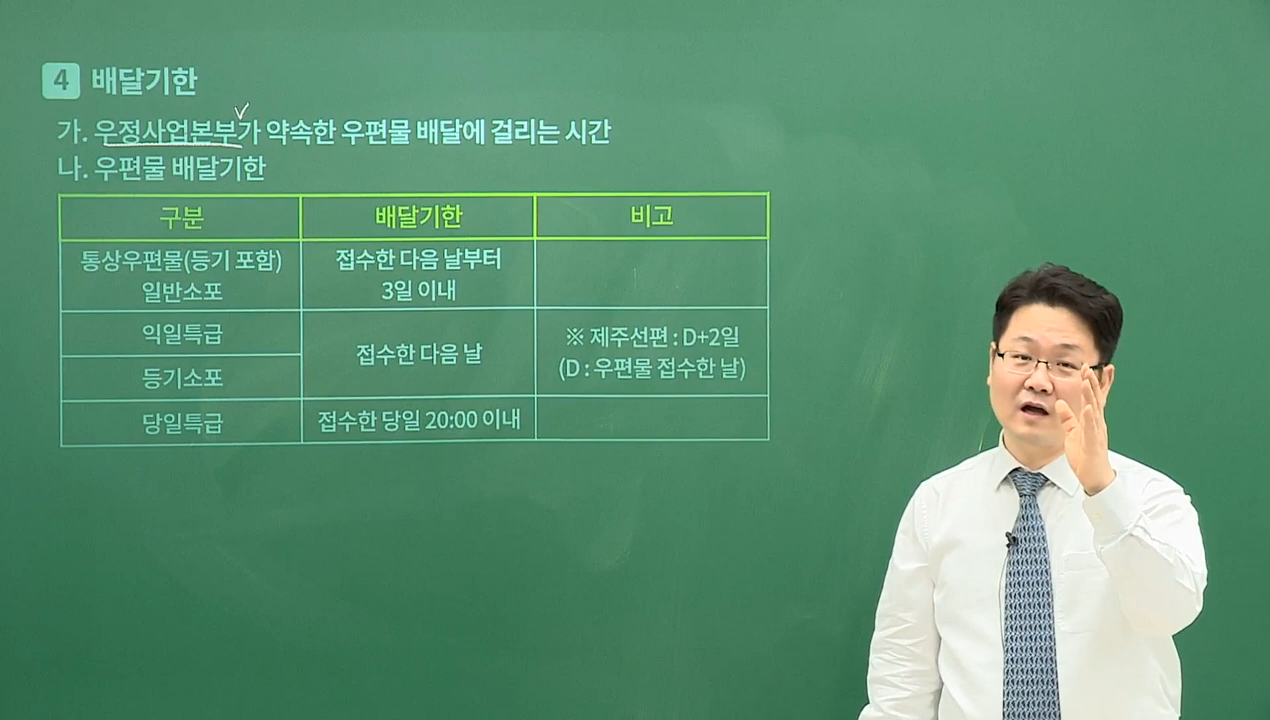 4 배달기한
가. 우정사업본부가 약속한 우편물 배달에 걸리는 시간
나. 우편물 배달기한
구분 배달기한 비고
통상우편물(등기 포함)
일반소포
접수한 다음 날부터
3일 이내
익일특급
등기소포
접수한 다음 날
※ 제주선편 : D+2일
(D : 우편물 접수한 날)
당일특급 접수한 당일 20:00 이내